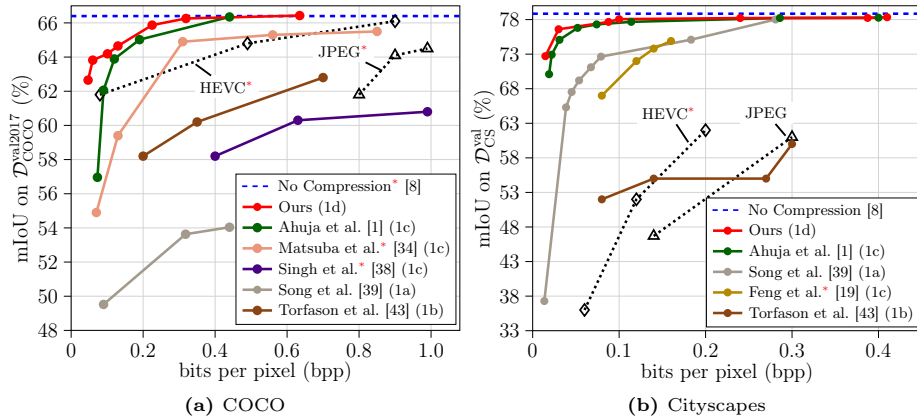 mIoU on D^val2017_COCO (%)
66
64
62
60
58
56
54
52
50
48
0
0.2
0.4
0.6
0.8
1.0
bits per pixel (bpp)
HEVC*
JPEG*
No Compression* [8]
Ours (1d)
Ahuja et al. [1] (1c)
Matsuba et al.* [34] (1c)
Singh et al.* [38] (1c)
Song et al. [39] (1a)
Torfason et al. [43] (1b)
(a) COCO
mIoU on D^val_CS (%)
78
73
68
63
58
53
48
43
38
33
0
0.1
0.2
0.3
0.4
bits per pixel (bpp)
HEVC*
JPEG
No Compression [8]
Ours (1d)
Ahuja et al. [1] (1c)
Song et al. [39] (1a)
Feng et al.* [19] (1c)
Torfason et al. [43] (1b)
(b) Cityscapes